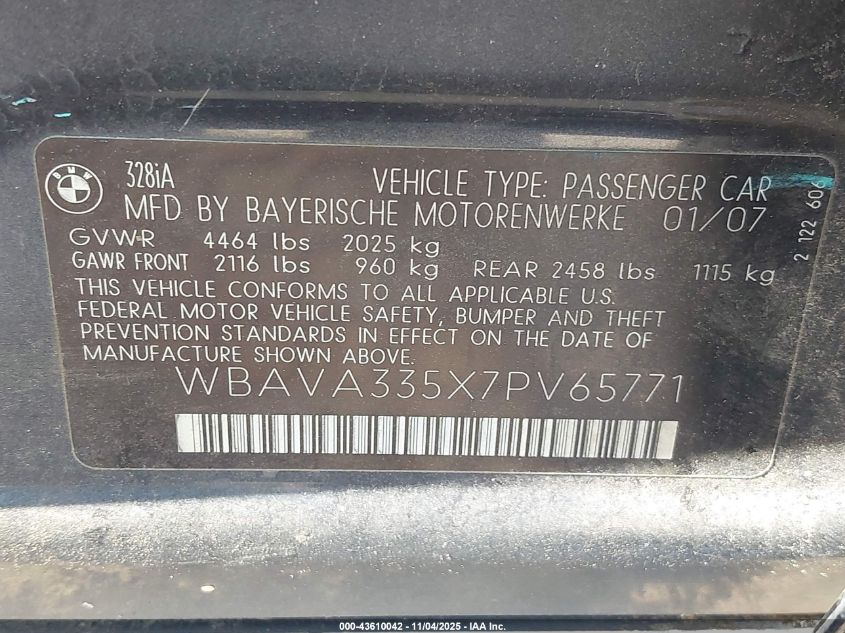 BMW
328iA
VEHICLE TYPE: PASSENGER CAR
MFD BY BAYERISCHE MOTORENWERKE 01/07
GVWR 4464 lbs 2025 kg
GAWR FRONT 2116 lbs 960 kg REAR 2458 lbs 1115 kg
THIS VEHICLE CONFORMS TO ALL APPLICABLE U.S.
FEDERAL MOTOR VEHICLE SAFETY, BUMPER AND THEFT
PREVENTION STANDARDS IN EFFECT ON THE DATE OF
MANUFACTURE SHOWN ABOVE.
WBAVA335X7PV65771
2 122 606
000-43610042 - 11/04/2025 - IAA Inc.